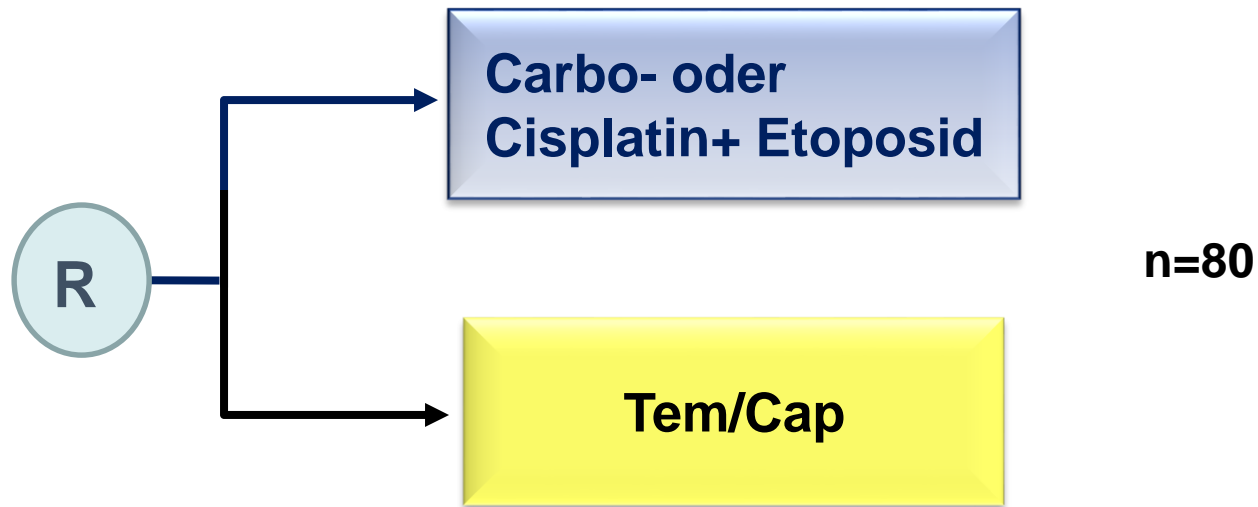 Carbo- oder
Cisplatin+ Etoposid
R
n=80
Tem/Cap